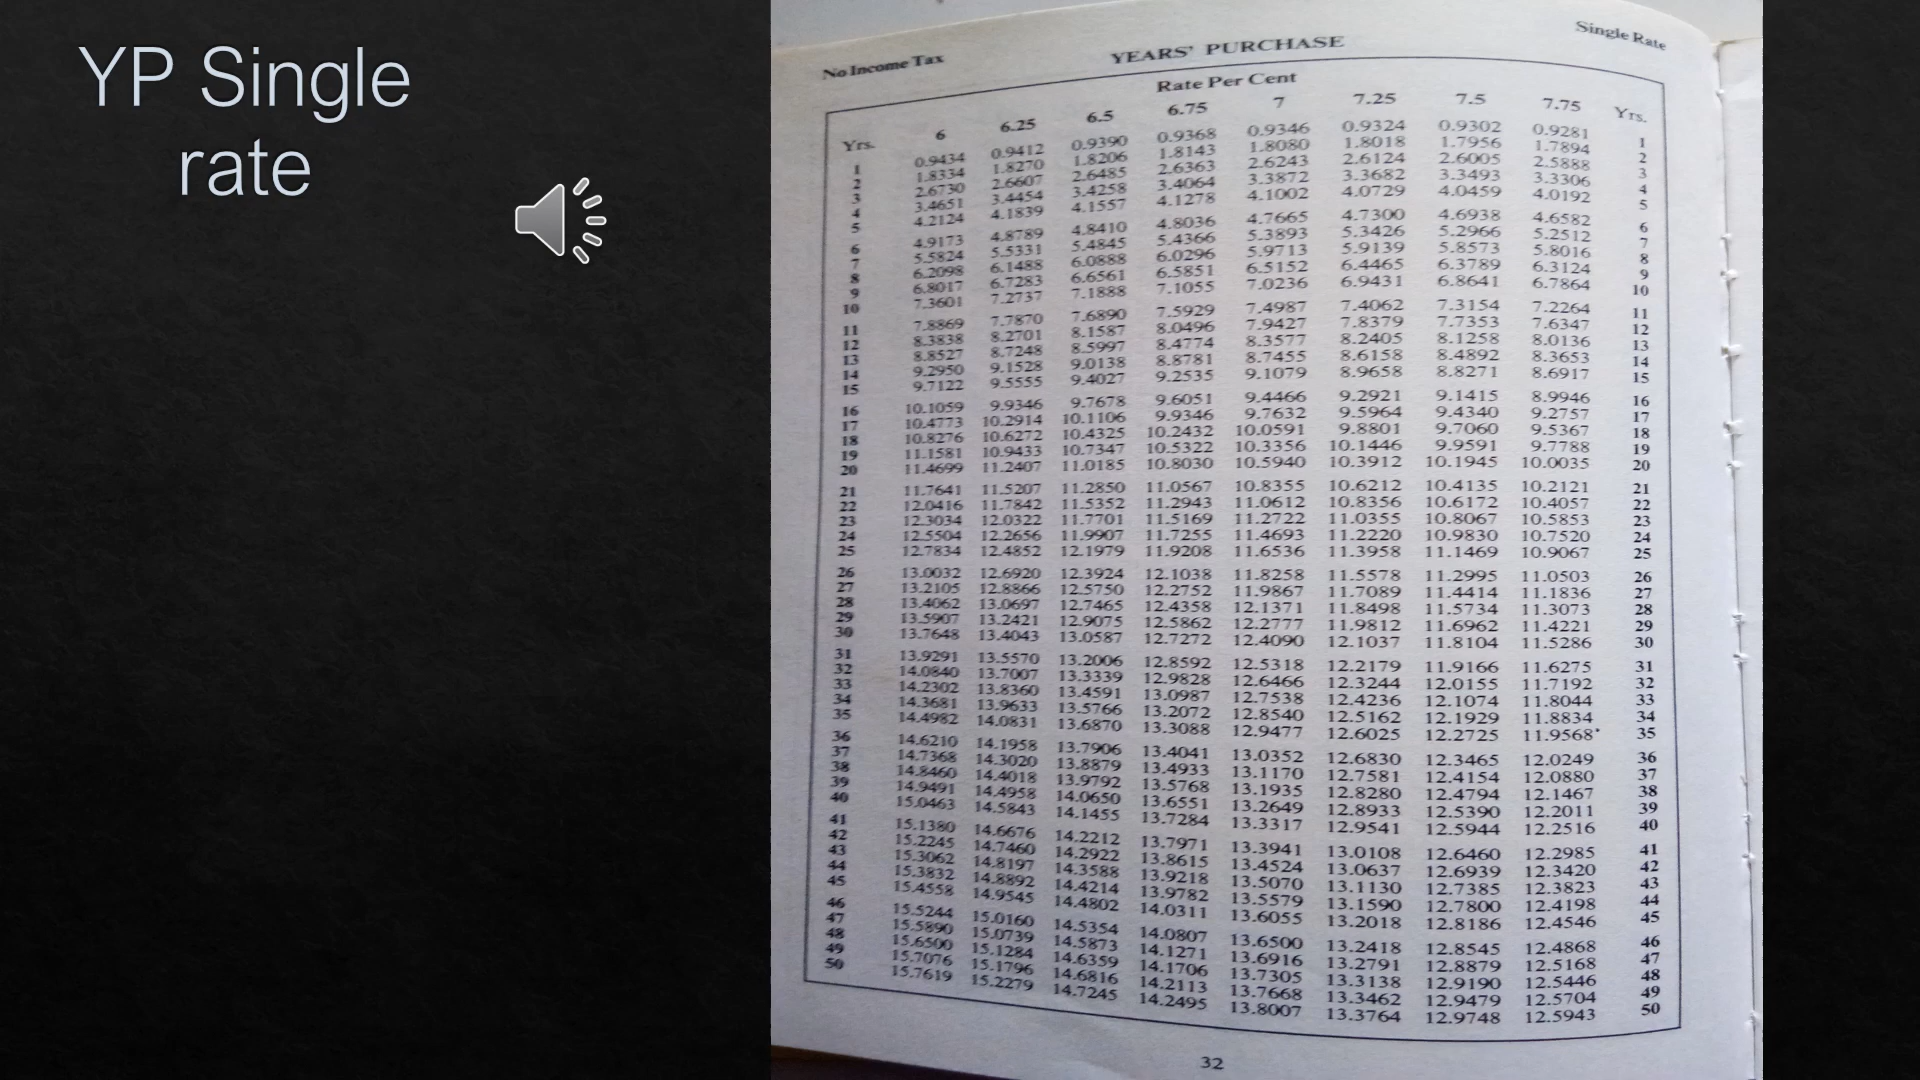 YP Single
rate
No Income Tax YEARS' PURCHASE Single Rate
Rate Per Cent
Yrs. 6 6.25 6.5 6.75 7 7.25 7.5 7.75 Yrs.
1 0.9434 0.9412 0.9390 0.9368 0.9346 0.9324 0.9302 0.9281 1
2 1.8334 1.8270 1.8206 1.8143 1.8080 1.8018 1.7956 1.7894 2
3 2.6730 2.6607 2.6485 2.6363 2.6243 2.6124 2.6005 2.5888 3
4 3.4651 3.4454 3.4258 3.4064 3.3872 3.3682 3.3493 3.3306 4
5 4.2124 4.1839 4.1557 4.1278 4.1002 4.0729 4.0459 4.0192 5
6 4.9173 4.8789 4.8410 4.8036 4.7665 4.7300 4.6938 4.6582 6
7 5.5824 5.5331 5.4845 5.4366 5.3893 5.3426 5.2966 5.2512 7
8 6.2098 6.1488 6.0888 6.0296 5.9713 5.9139 5.8573 5.8016 8
9 6.8017 6.7283 6.6561 6.5851 6.5152 6.4465 6.3789 6.3124 9
10 7.3601 7.2737 7.1888 7.1055 7.0236 6.9431 6.8641 6.7864 10
11 7.8869 7.7870 7.6890 7.5929 7.4987 7.4062 7.3154 7.2264 11
12 8.3838 8.2701 8.1587 8.0496 7.9427 7.8379 7.7353 7.6347 12
13 8.8527 8.7248 8.5997 8.4774 8.3577 8.2405 8.1258 8.0136 13
14 9.2950 9.1528 9.0138 8.8781 8.7455 8.6158 8.4892 8.3653 14
15 9.7122 9.5555 9.4027 9.2535 9.1079 8.9658 8.8271 8.6917 15
16 10.1059 9.9346 9.7678 9.6051 9.4466 9.2921 9.1415 8.9946 16
17 10.4773 10.2914 10.1106 9.9346 9.7632 9.5964 9.4340 9.2757 17
18 10.8276 10.6272 10.4325 10.2432 10.0591 9.8801 9.7060 9.5367 18
19 11.1581 10.9433 10.7347 10.5322 10.3356 10.1446 9.9591 9.7788 19
20 11.4699 11.2407 11.0185 10.8030 10.5940 10.3912 10.1945 10.0035 20
21 11.7641 11.5207 11.2850 11.0567 10.8355 10.6212 10.4135 10.2121 21
22 12.0416 11.7842 11.5352 11.2943 11.0612 10.8356 10.6172 10.4057 22
23 12.3034 12.0322 11.7701 11.5169 11.2722 11.0355 10.8067 10.5853 23
24 12.5504 12.2656 11.9907 11.7255 11.4693 11.2220 10.9830 10.7520 24
25 12.7834 12.4852 12.1979 11.9208 11.6536 11.3958 11.1469 10.9067 25
26 13.0032 12.6920 12.3924 12.1038 11.8258 11.5578 11.2995 11.0503 26
27 13.2105 12.8866 12.5750 12.2752 11.9867 11.7089 11.4414 11.1836 27
28 13.4062 13.0697 12.7465 12.4358 12.1371 11.8498 11.5734 11.3073 28
29 13.5907 13.2421 12.9075 12.5862 12.2777 11.9812 11.6962 11.4221 29
30 13.7648 13.4043 13.0587 12.7272 12.4090 12.1037 11.8104 11.5286 30
31 13.9291 13.5570 13.2006 12.8592 12.5318 12.2179 11.9166 11.6275 31
32 14.0840 13.7007 13.3339 12.9828 12.6466 12.3244 12.0155 11.7192 32
33 14.2302 13.8360 13.4591 13.0987 12.7538 12.4236 12.1074 11.8044 33
34 14.3681 13.9633 13.5766 13.2072 12.8540 12.5162 12.1929 11.8834 34
35 14.4982 14.0831 13.6870 13.3088 12.9477 12.6025 12.2725 11.9568 35
36 14.6210 14.1958 13.7906 13.4041 13.0352 12.6830 12.3465 12.0249 36
37 14.7368 14.3020 13.8879 13.4933 13.1170 12.7581 12.4154 12.0880 37
38 14.8460 14.4018 13.9792 13.5768 13.1935 12.8280 12.4794 12.1467 38
39 14.9491 14.4958 14.0650 13.6551 13.2649 12.8933 12.5390 12.2011 39
40 15.0463 14.5843 14.1455 13.7284 13.3317 12.9541 12.5944 12.2516 40
41 15.1380 14.6676 14.2212 13.7971 13.3941 13.0108 12.6460 12.2985 41
42 15.2245 14.7460 14.2922 13.8615 13.4524 13.0637 12.6939 12.3420 42
43 15.3062 14.8197 14.3588 13.9218 13.5070 13.1130 12.7385 12.3823 43
44 15.3832 14.8892 14.4214 13.9782 13.5579 13.1590 12.7800 12.4198 44
45 15.4558 14.9545 14.4802 14.0311 13.6055 13.2018 12.8186 12.4546 45
46 15.5244 15.0160 14.5354 14.0807 13.6500 13.2418 12.8545 12.4868 46
47 15.5890 15.0739 14.5873 14.1271 13.6916 13.2791 12.8879 12.5168 47
48 15.6500 15.1284 14.6359 14.1706 13.7305 13.3138 12.9190 12.5446 48
49 15.7076 15.1796 14.6816 14.2113 13.7668 13.3462 12.9479 12.5704 49
50 15.7619 15.2279 14.7245 14.2495 13.8007 13.3764 12.9748 12.5943 50
32